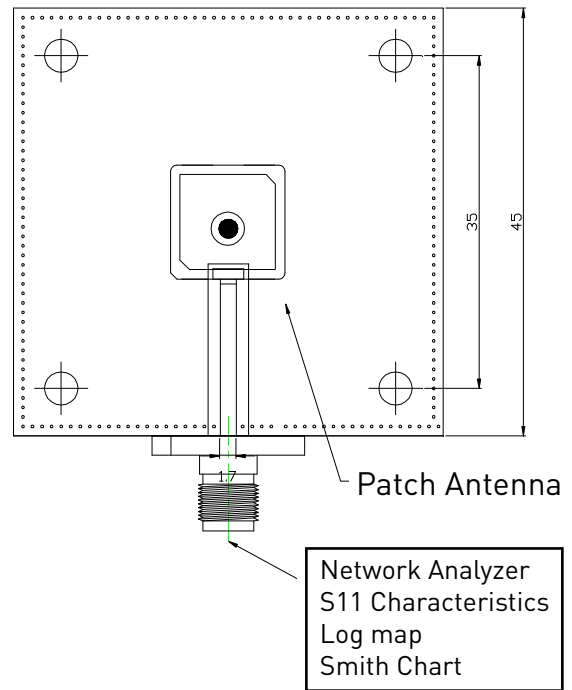 35
45
1.7
Patch Antenna
Network Analyzer
S11 Characteristics
Log map
Smith Chart